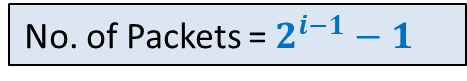 No. of Packets = 2^{i−1} − 1